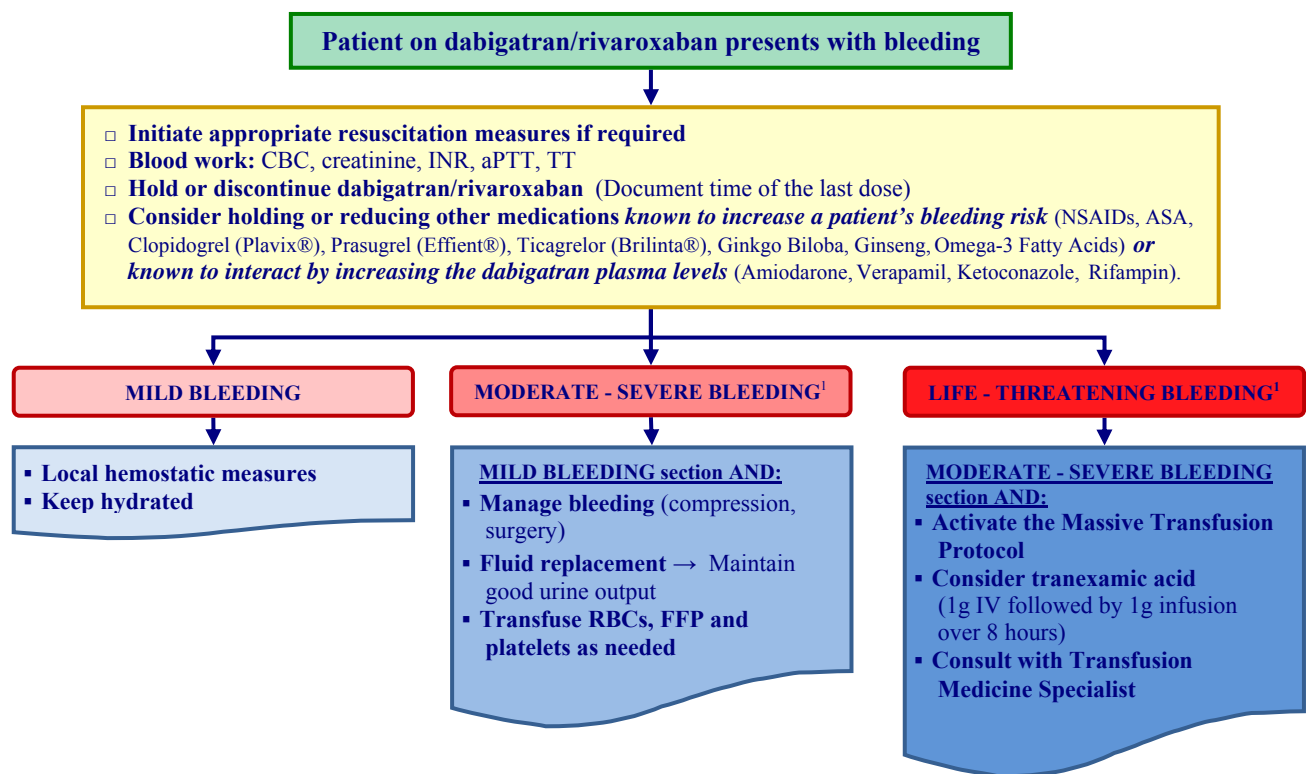 Patient on dabigatran/rivaroxaban presents with bleeding
□ Initiate appropriate resuscitation measures if required
□ Blood work: CBC, creatinine, INR, aPTT, TT
□ Hold or discontinue dabigatran/rivaroxaban (Document time of the last dose)
□ Consider holding or reducing other medications known to increase a patient's bleeding risk (NSAIDs, ASA,
Clopidogrel (Plavix®), Prasugrel (Effient®), Ticagrelor (Brilinta®), Ginkgo Biloba, Ginseng, Omega-3 Fatty Acids) or
known to interact by increasing the dabigatran plasma levels (Amiodarone, Verapamil, Ketoconazole, Rifampin).
MILD BLEEDING
▪ Local hemostatic measures
▪ Keep hydrated
MODERATE - SEVERE BLEEDING¹
MILD BLEEDING section AND:
▪ Manage bleeding (compression,
surgery)
▪ Fluid replacement → Maintain
good urine output
▪ Transfuse RBCs, FFP and
platelets as needed
LIFE - THREATENING BLEEDING¹
MODERATE - SEVERE BLEEDING
section AND:
▪ Activate the Massive Transfusion
Protocol
▪ Consider tranexamic acid
(1g IV followed by 1g infusion
over 8 hours)
▪ Consult with Transfusion
Medicine Specialist